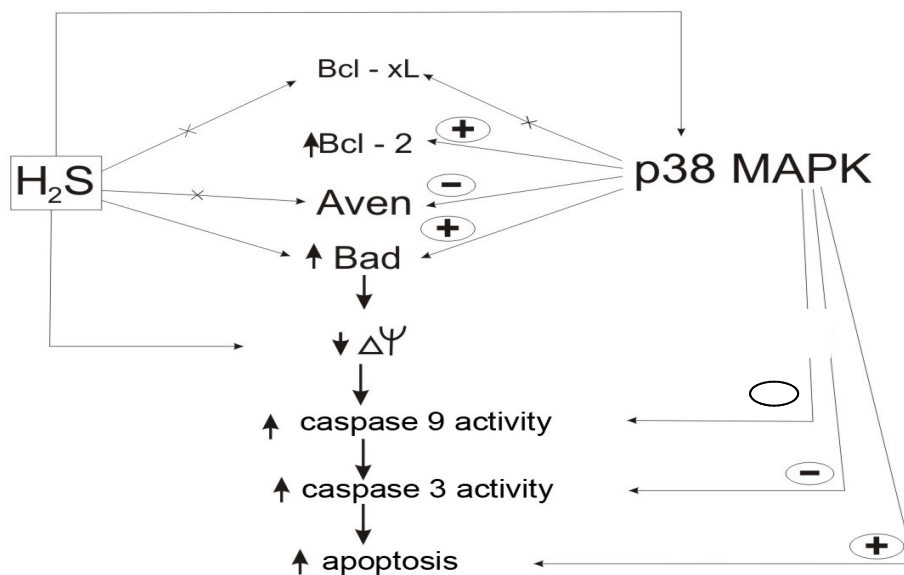 Bcl - xL
+
↑Bcl - 2
H₂S
p38 MAPK
−
Aven
+
↑ Bad
↓ ΔΨ
↑ caspase 9 activity
−
↑ caspase 3 activity
+
↑ apoptosis